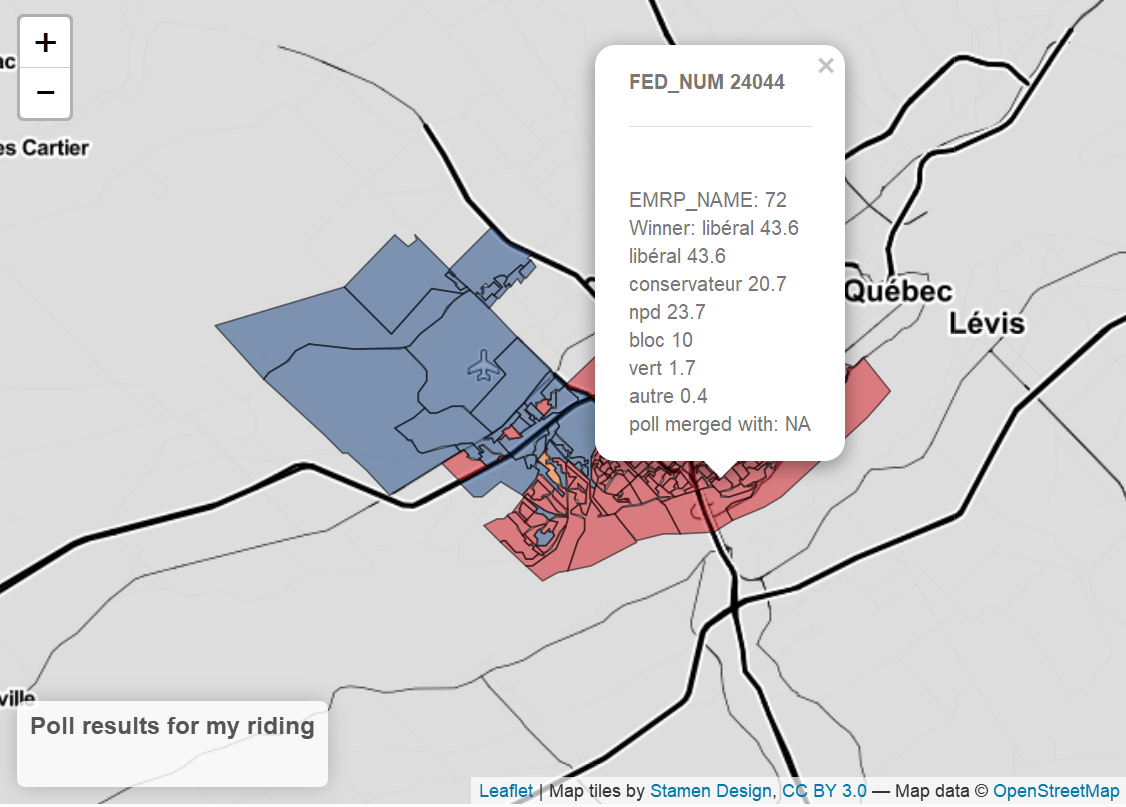 +
−
ac
es Cartier
×
FED_NUM 24044
EMRP_NAME: 72
Winner: libéral 43.6
libéral 43.6
conservateur 20.7
npd 23.7
bloc 10
vert 1.7
autre 0.4
poll merged with: NA
Québec
Lévis
ville
Poll results for my riding
Leaflet | Map tiles by Stamen Design, CC BY 3.0 — Map data © OpenStreetMap